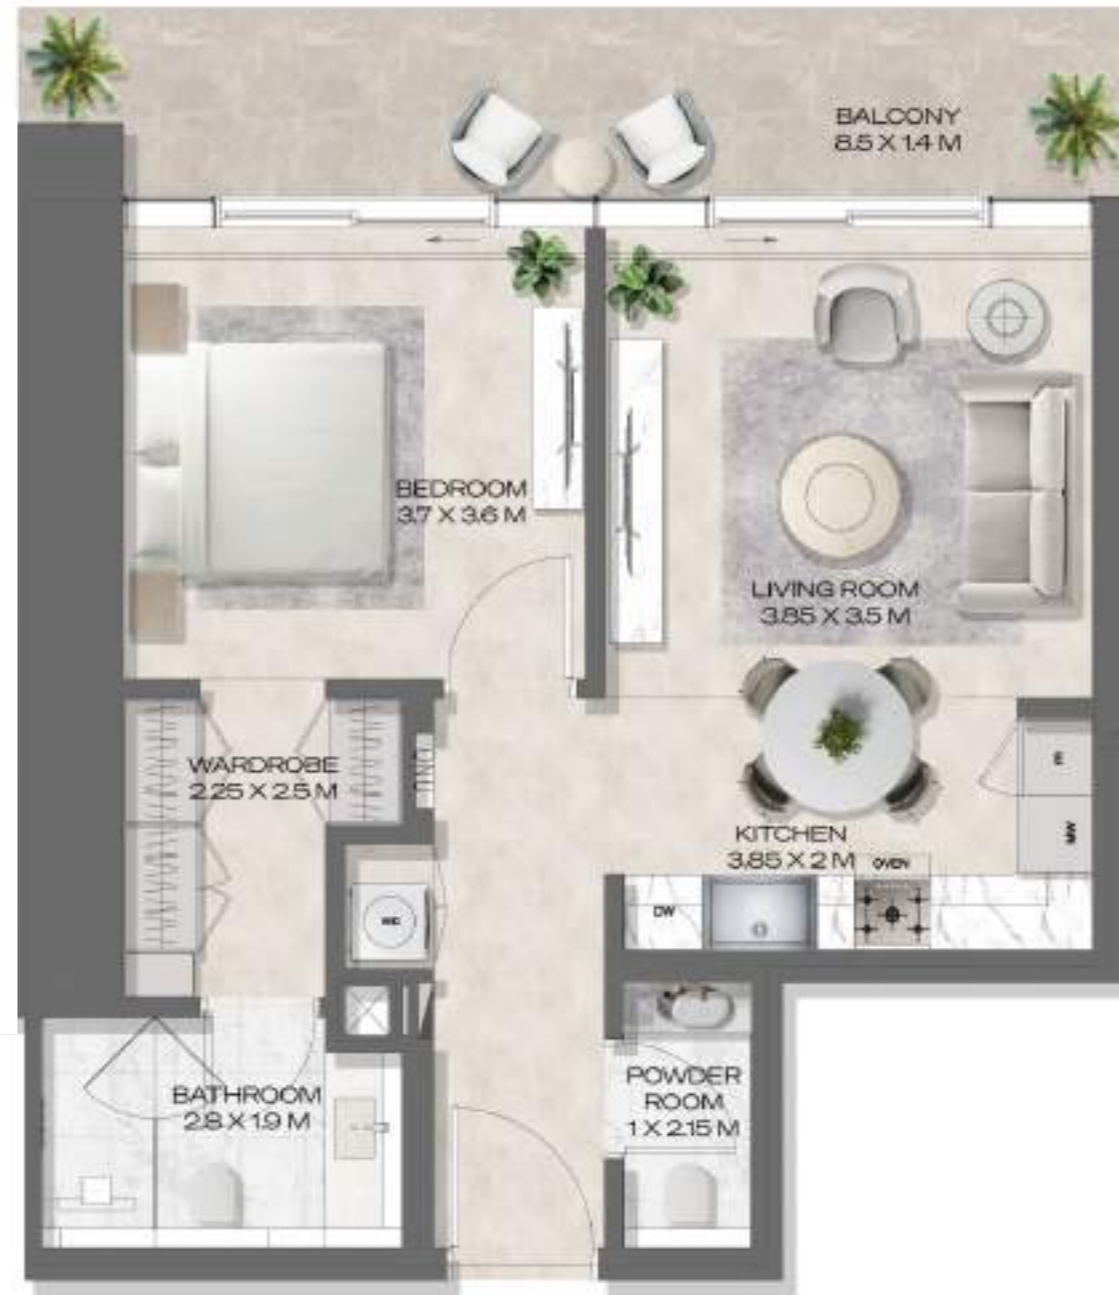 BALCONY
8.5 X 1.4 M
BEDROOM
3.7 X 3.6 M
LIVING ROOM
3.85 X 3.5 M
WARDROBE
2.25 X 2.5 M
KITCHEN
3.85 X 2 M
OVEN
MW
DW
BATHROOM
2.8 X 1.9 M
POWDER
ROOM
1 X 2.15 M